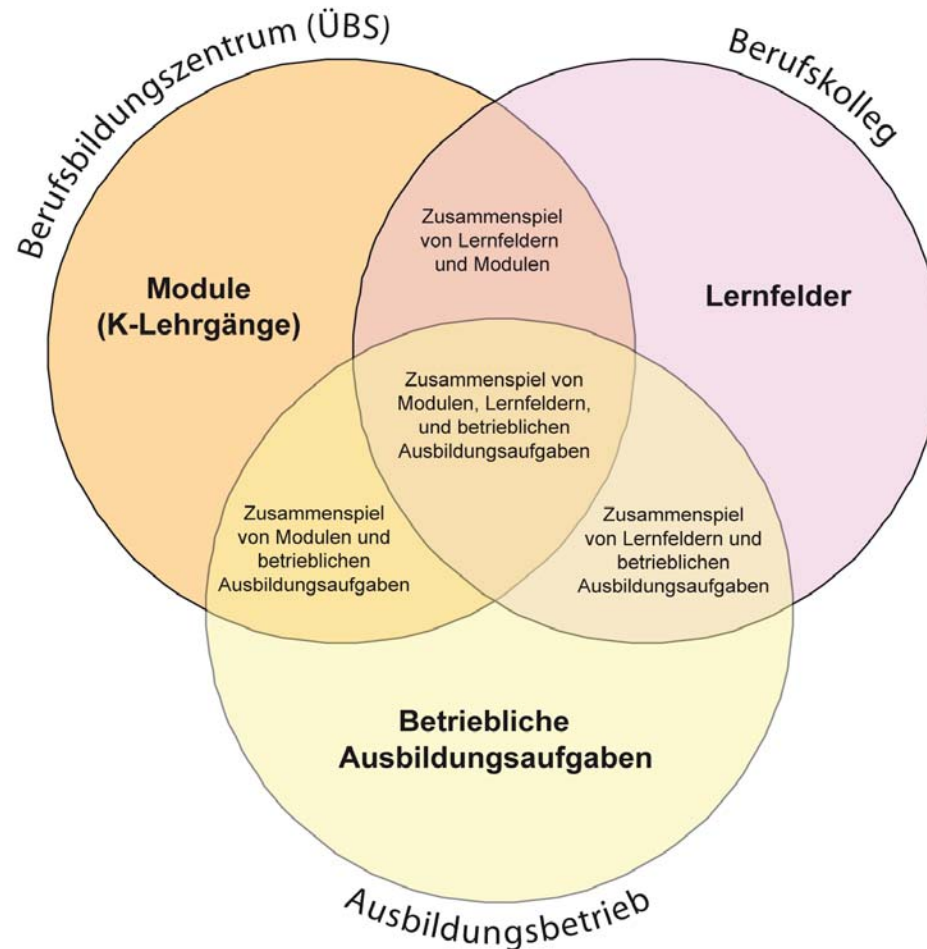 Berufsbildungszentrum (ÜBS)
Berufskolleg
Zusammenspiel
von Lernfeldern
und Modulen
Module
(K-Lehrgänge)
Lernfelder
Zusammenspiel von
Modulen, Lernfeldern,
und betrieblichen
Ausbildungsaufgaben
Zusammenspiel
von Modulen und
betrieblichen
Ausbildungsaufgaben
Zusammenspiel
von Lernfeldern und
betrieblichen
Ausbildungsaufgaben
Betriebliche
Ausbildungsaufgaben
Ausbildungsbetrieb